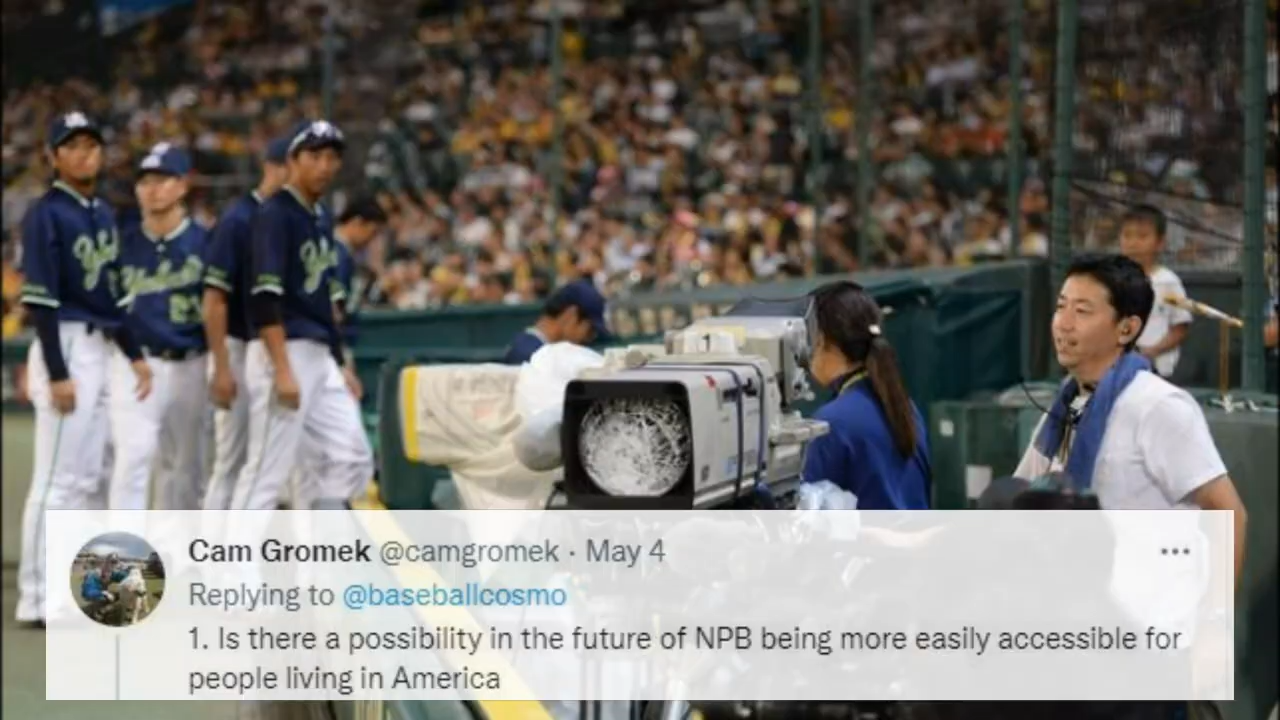 Cam Gromek @camgromek · May 4
Replying to @baseballcosmo
1. Is there a possibility in the future of NPB being more easily accessible for
people living in America
1